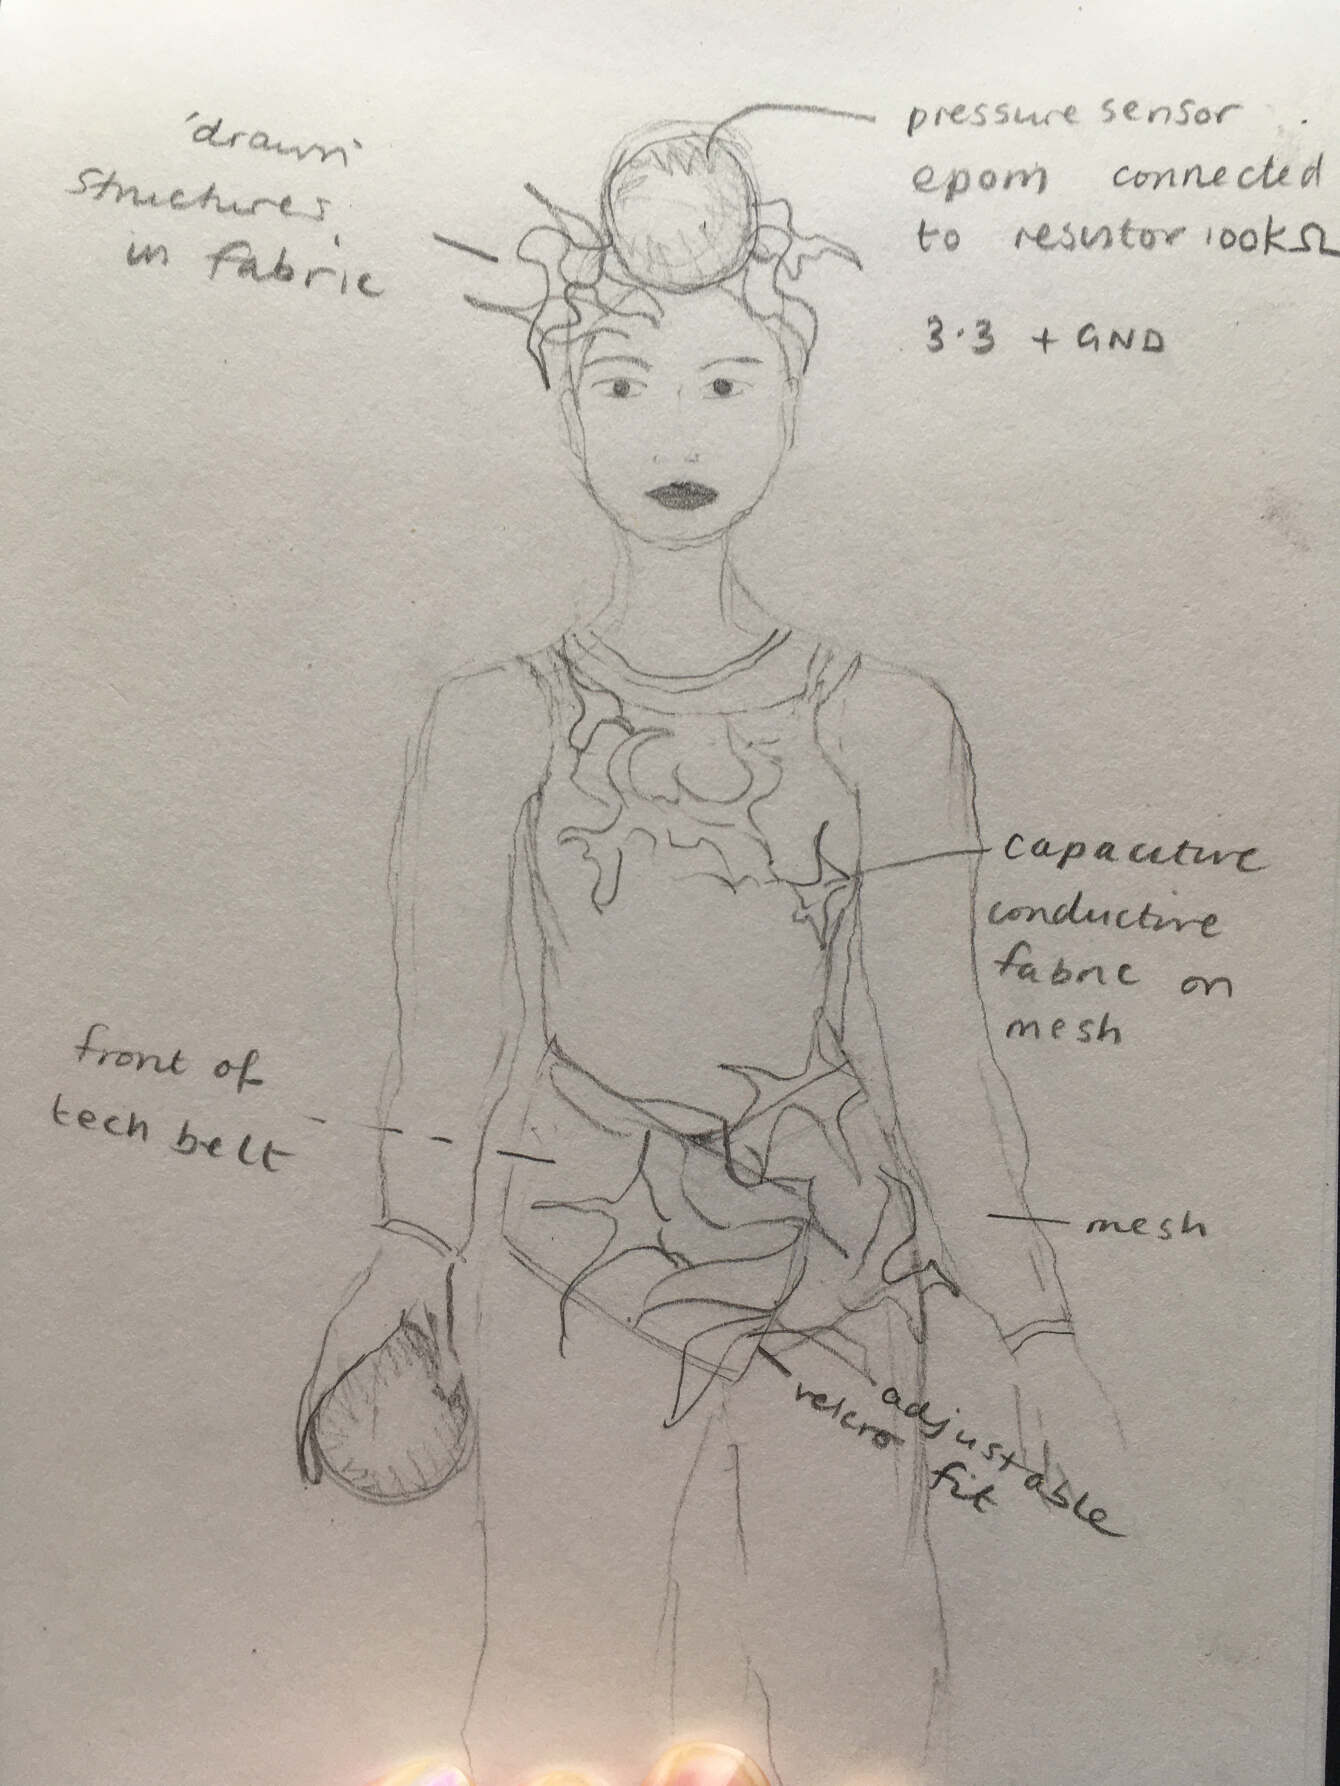 'drawn'
structures
in fabric
pressure sensor
epom connected
to resistor 100kΩ
3.3 + GND
capacitive
conductive
fabric on
mesh
front of
tech belt
mesh
velcro
adjustable
fit